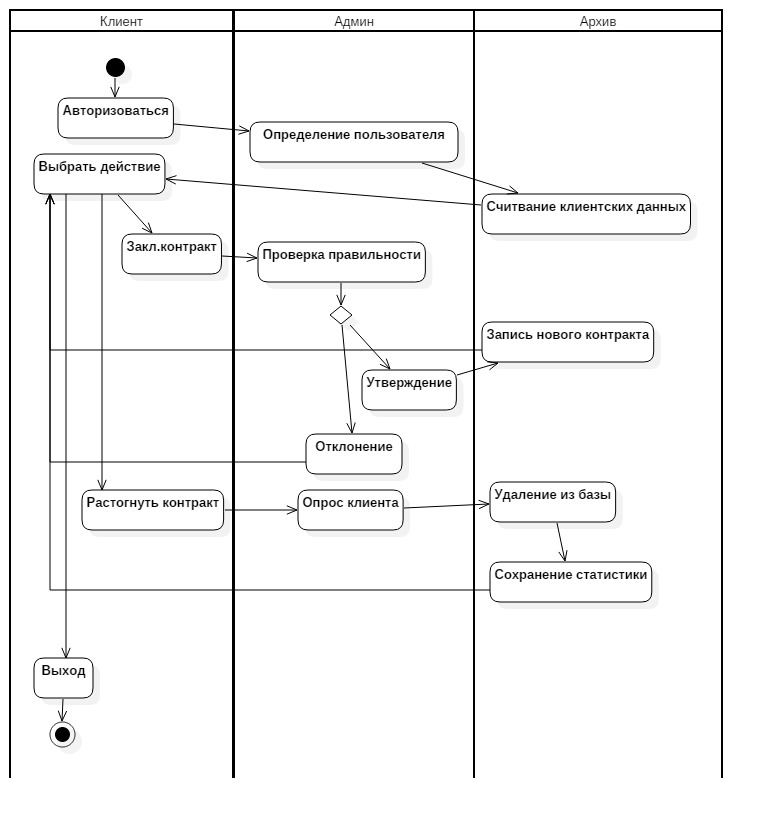 Клиент
Админ
Архив
Авторизоваться
Определение пользователя
Выбрать действие
Считвание клиентских данных
Закл.контракт
Проверка правильности
Запись нового контракта
Утверждение
Отклонение
Растогнуть контракт
Опрос клиента
Удаление из базы
Сохранение статистики
Выход